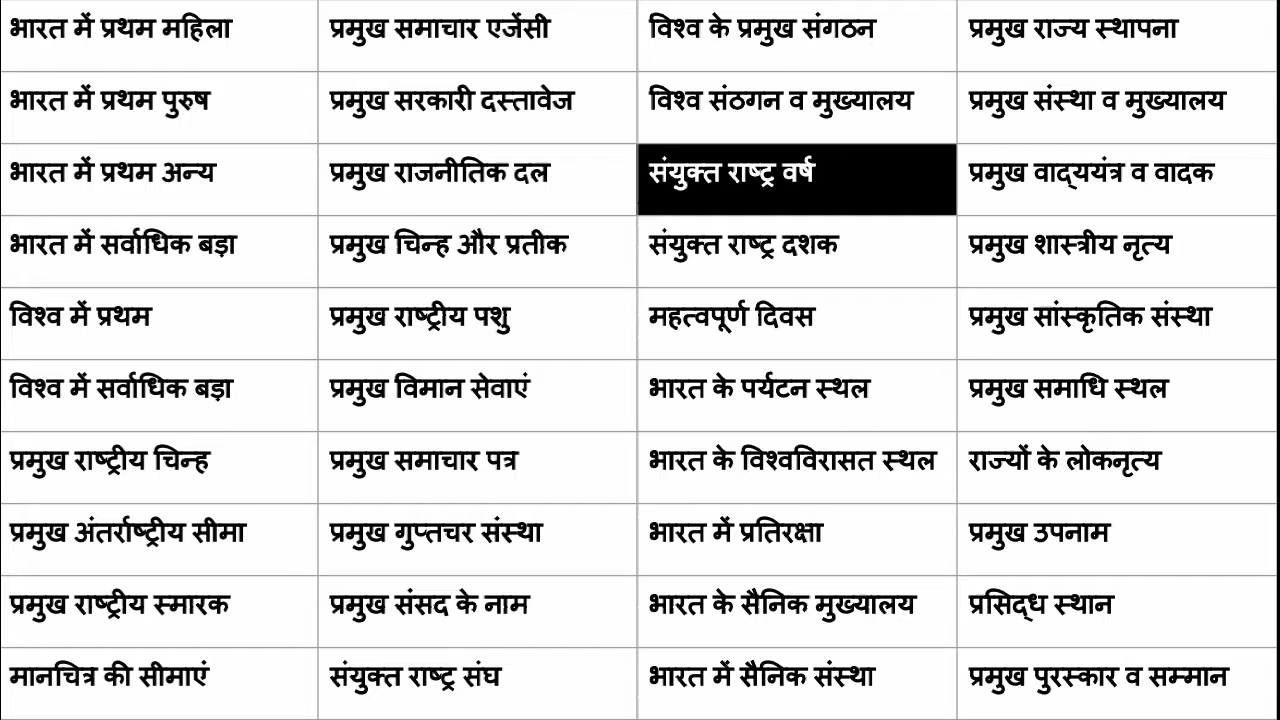 भारत में प्रथम महिला प्रमुख समाचार एजेंसी विश्व के प्रमुख संगठन प्रमुख राज्य स्थापना
भारत में प्रथम पुरुष प्रमुख सरकारी दस्तावेज विश्व संठगन व मुख्यालय प्रमुख संस्था व मुख्यालय
भारत में प्रथम अन्य प्रमुख राजनीतिक दल संयुक्त राष्ट्र वर्ष प्रमुख वाद्ययंत्र व वादक
भारत में सर्वाधिक बड़ा प्रमुख चिन्ह और प्रतीक संयुक्त राष्ट्र दशक प्रमुख शास्त्रीय नृत्य
विश्व में प्रथम प्रमुख राष्ट्रीय पशु महत्वपूर्ण दिवस प्रमुख सांस्कृतिक संस्था
विश्व में सर्वाधिक बड़ा प्रमुख विमान सेवाएं भारत के पर्यटन स्थल प्रमुख समाधि स्थल
प्रमुख राष्ट्रीय चिन्ह प्रमुख समाचार पत्र भारत के विश्वविरासत स्थल राज्यों के लोकनृत्य
प्रमुख अंतर्राष्ट्रीय सीमा प्रमुख गुप्तचर संस्था भारत में प्रतिरक्षा प्रमुख उपनाम
प्रमुख राष्ट्रीय स्मारक प्रमुख संसद के नाम भारत के सैनिक मुख्यालय प्रसिद्ध स्थान
मानचित्र की सीमाएं संयुक्त राष्ट्र संघ भारत में सैनिक संस्था प्रमुख पुरस्कार व सम्मान